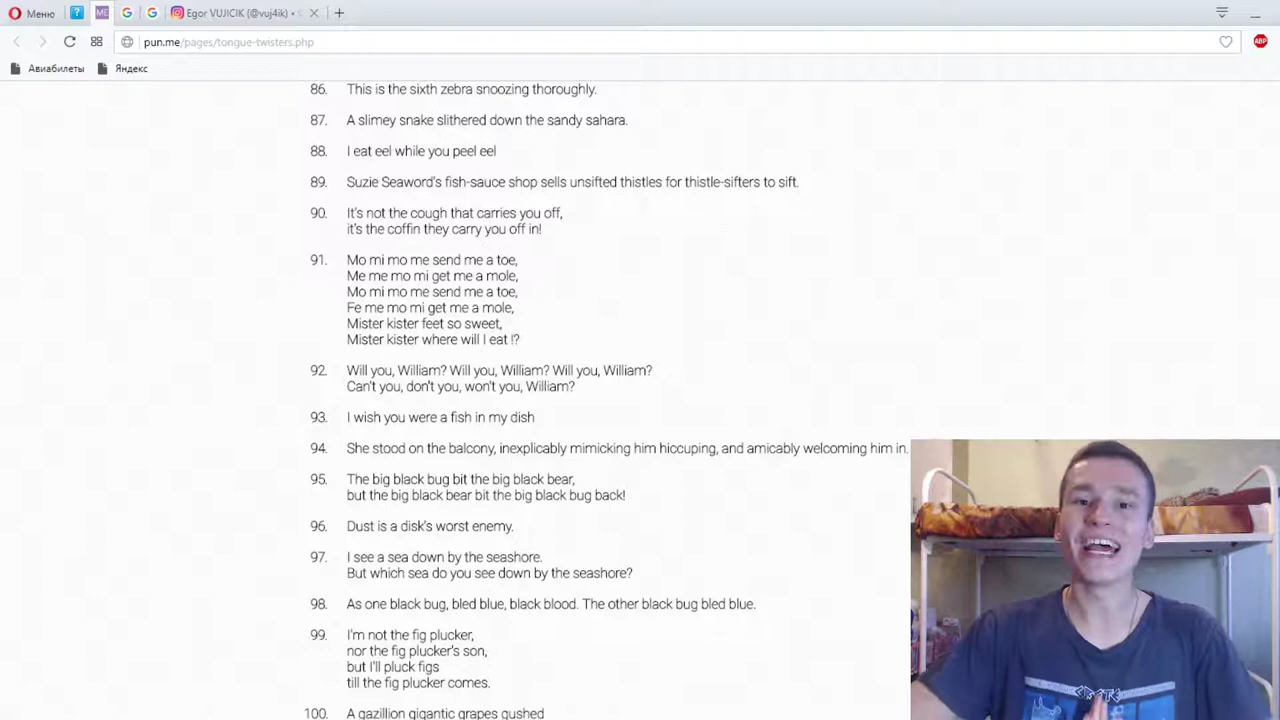 Меню
ME
Egor VUJICIK (@vuj4ik) •
pun.me/pages/tongue-twisters.php
ABP
Авиабилеты
Яндекс
86. This is the sixth zebra snoozing thoroughly.
87. A slimey snake slithered down the sandy sahara.
88. I eat eel while you peel eel
89. Suzie Seaword's fish-sauce shop sells unsifted thistles for thistle-sifters to sift.
90. It's not the cough that carries you off,
it's the coffin they carry you off in!
91. Mo mi mo me send me a toe,
Me me mo mi get me a mole,
Mo mi mo me send me a toe,
Fe me mo mi get me a mole,
Mister kister feet so sweet,
Mister kister where will I eat !?
92. Will you, William? Will you, William? Will you, William?
Can't you, don't you, won't you, William?
93. I wish you were a fish in my dish
94. She stood on the balcony, inexplicably mimicking him hiccuping, and amicably welcoming him in.
95. The big black bug bit the big black bear,
but the big black bear bit the big black bug back!
96. Dust is a disk's worst enemy.
97. I see a sea down by the seashore.
But which sea do you see down by the seashore?
98. As one black bug, bled blue, black blood. The other black bug bled blue.
99. I'm not the fig plucker,
nor the fig plucker's son,
but I'll pluck figs
till the fig plucker comes.
100. A gazillion gigantic grapes gushed